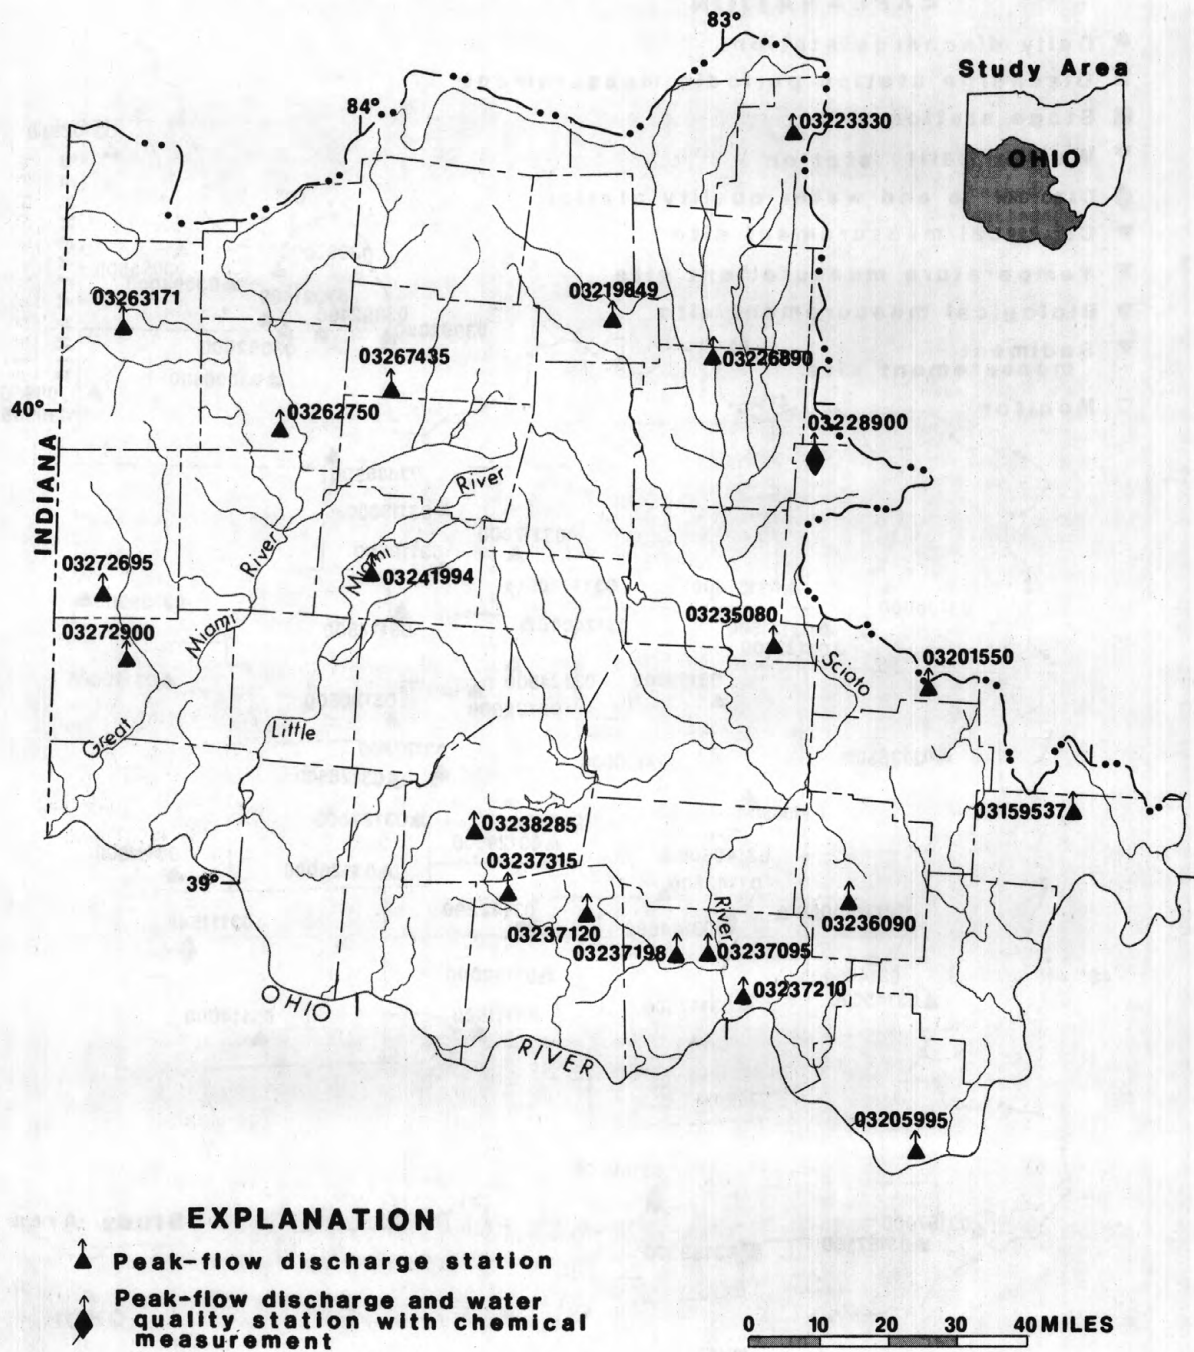 83°
Study Area
84°
03223330
OHIO
03263171
03219849
03267435
03226890
40°
03262750
03228900
INDIANA
River
River
03272695
Miami
03241994
03272900
Miami
03235080
Scioto
03201550
Great
Little
03159537
03238285
03237315
39°
River
03236090
03237120
03237198
03237095
03237210
OHIO
RIVER
03205995
EXPLANATION
Peak-flow discharge station
Peak-flow discharge and water
quality station with chemical
measurement
0 10 20 30 40 MILES